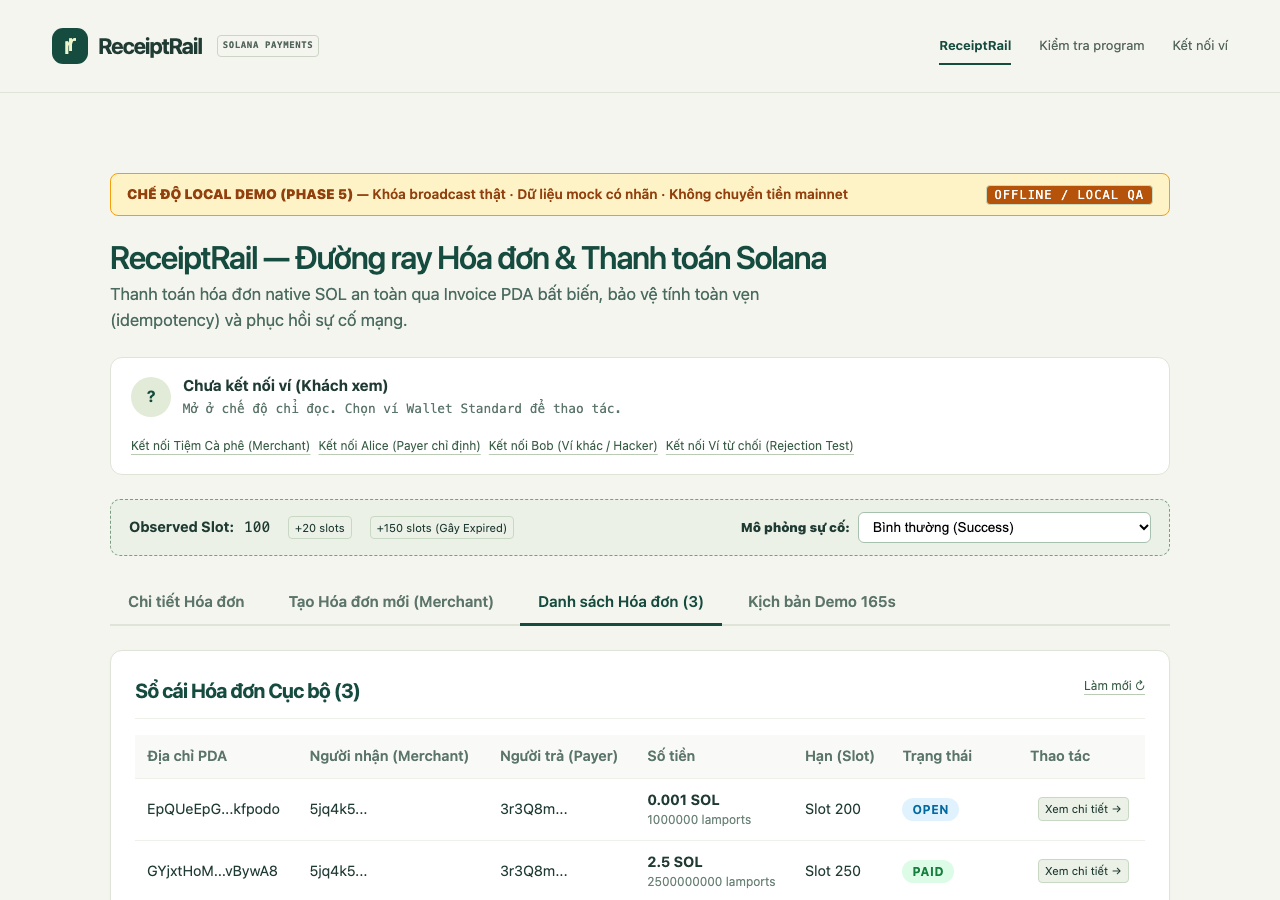 ReceiptRail SOLANA PAYMENTS ReceiptRail Kiểm tra program Kết nối ví
CHẾ ĐỘ LOCAL DEMO (PHASE 5) — Khóa broadcast thật · Dữ liệu mock có nhãn · Không chuyển tiền mainnet OFFLINE / LOCAL QA
ReceiptRail — Đường ray Hóa đơn & Thanh toán Solana
Thanh toán hóa đơn native SOL an toàn qua Invoice PDA bất biến, bảo vệ tính toàn vẹn
(idempotency) và phục hồi sự cố mạng.
?
Chưa kết nối ví (Khách xem)
Mở ở chế độ chỉ đọc. Chọn ví Wallet Standard để thao tác.
Kết nối Tiệm Cà phê (Merchant) Kết nối Alice (Payer chỉ định) Kết nối Bob (Ví khác / Hacker) Kết nối Ví từ chối (Rejection Test)
Observed Slot: 100 +20 slots +150 slots (Gây Expired) Mô phỏng sự cố: Bình thường (Success)
Chi tiết Hóa đơn Tạo Hóa đơn mới (Merchant) Danh sách Hóa đơn (3) Kịch bản Demo 165s
Sổ cái Hóa đơn Cục bộ (3) Làm mới ↻
Địa chỉ PDA Người nhận (Merchant) Người trả (Payer) Số tiền Hạn (Slot) Trạng thái Thao tác
EpQUeEpG...kfpodo 5jq4k5... 3r3Q8m... 0.001 SOL Slot 200 OPEN Xem chi tiết →
1000000 lamports
GYjxtHoM...vBywA8 5jq4k5... 3r3Q8m... 2.5 SOL Slot 250 PAID Xem chi tiết →
2500000000 lamports